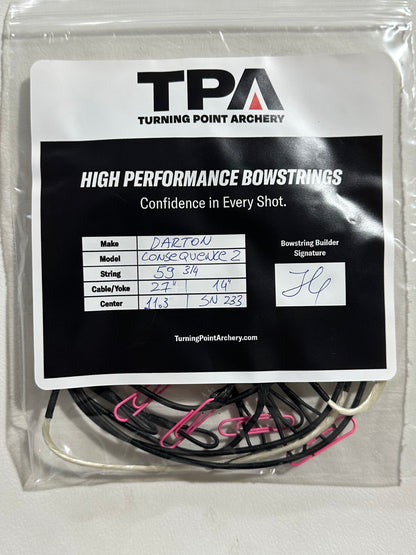 TPA
TURNING POINT ARCHERY
HIGH PERFORMANCE BOWSTRINGS
Confidence in Every Shot.
Make DARTON
Model CONSEQUENCE 2
String 59 3/4
Cable/Yoke 27" 14"
Center 11.3 SN 233
Bowstring Builder
Signature
TurningPointArchery.com